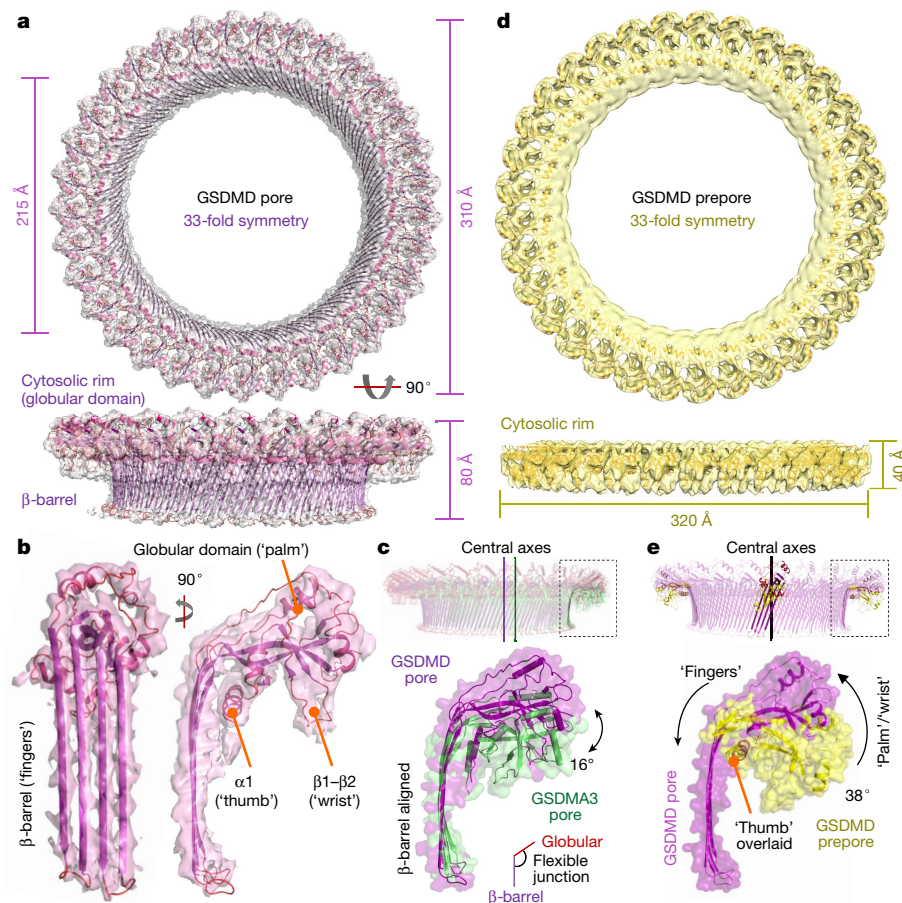 a
215 Å
GSDMD pore
33-fold symmetry
310 Å
Cytosolic rim
(globular domain)
90°
β-barrel
80 Å
d
GSDMD prepore
33-fold symmetry
Cytosolic rim
40 Å
320 Å
b
Globular domain (‘palm’)
90°
β-barrel (‘fingers’)
α1
(‘thumb’)
β1–β2
(‘wrist’)
c
Central axes
GSDMD
pore
β-barrel aligned
16°
GSDMA3
pore
Globular
Flexible
junction
β-barrel
e
Central axes
‘Fingers’
‘Palm’/‘wrist’
GSDMD pore
38°
‘Thumb’
overlaid
GSDMD
prepore